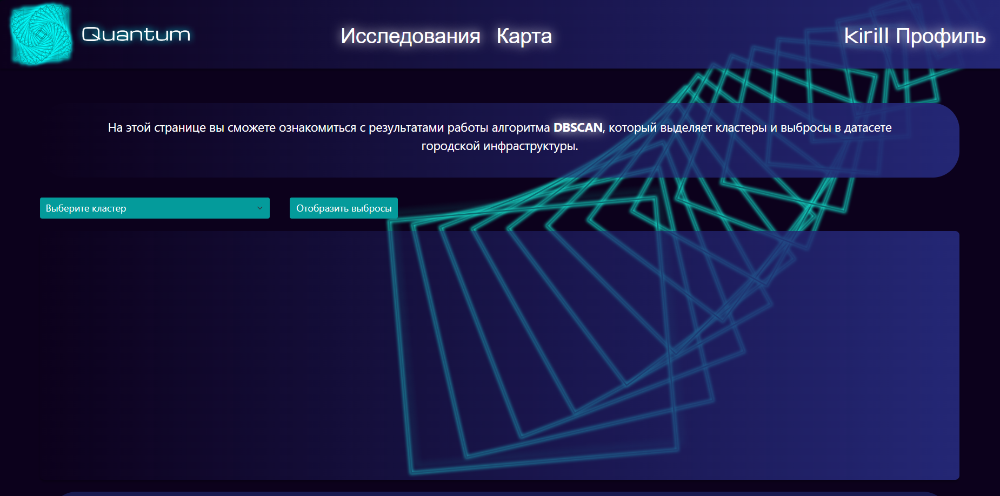 Quantum
Исследования Карта
kirill Профиль
На этой странице вы сможете ознакомиться с результатами работы алгоритма DBSCAN, который выделяет кластеры и выбросы в датасете
городской инфраструктуры.
Выберите кластер
Отобразить выбросы